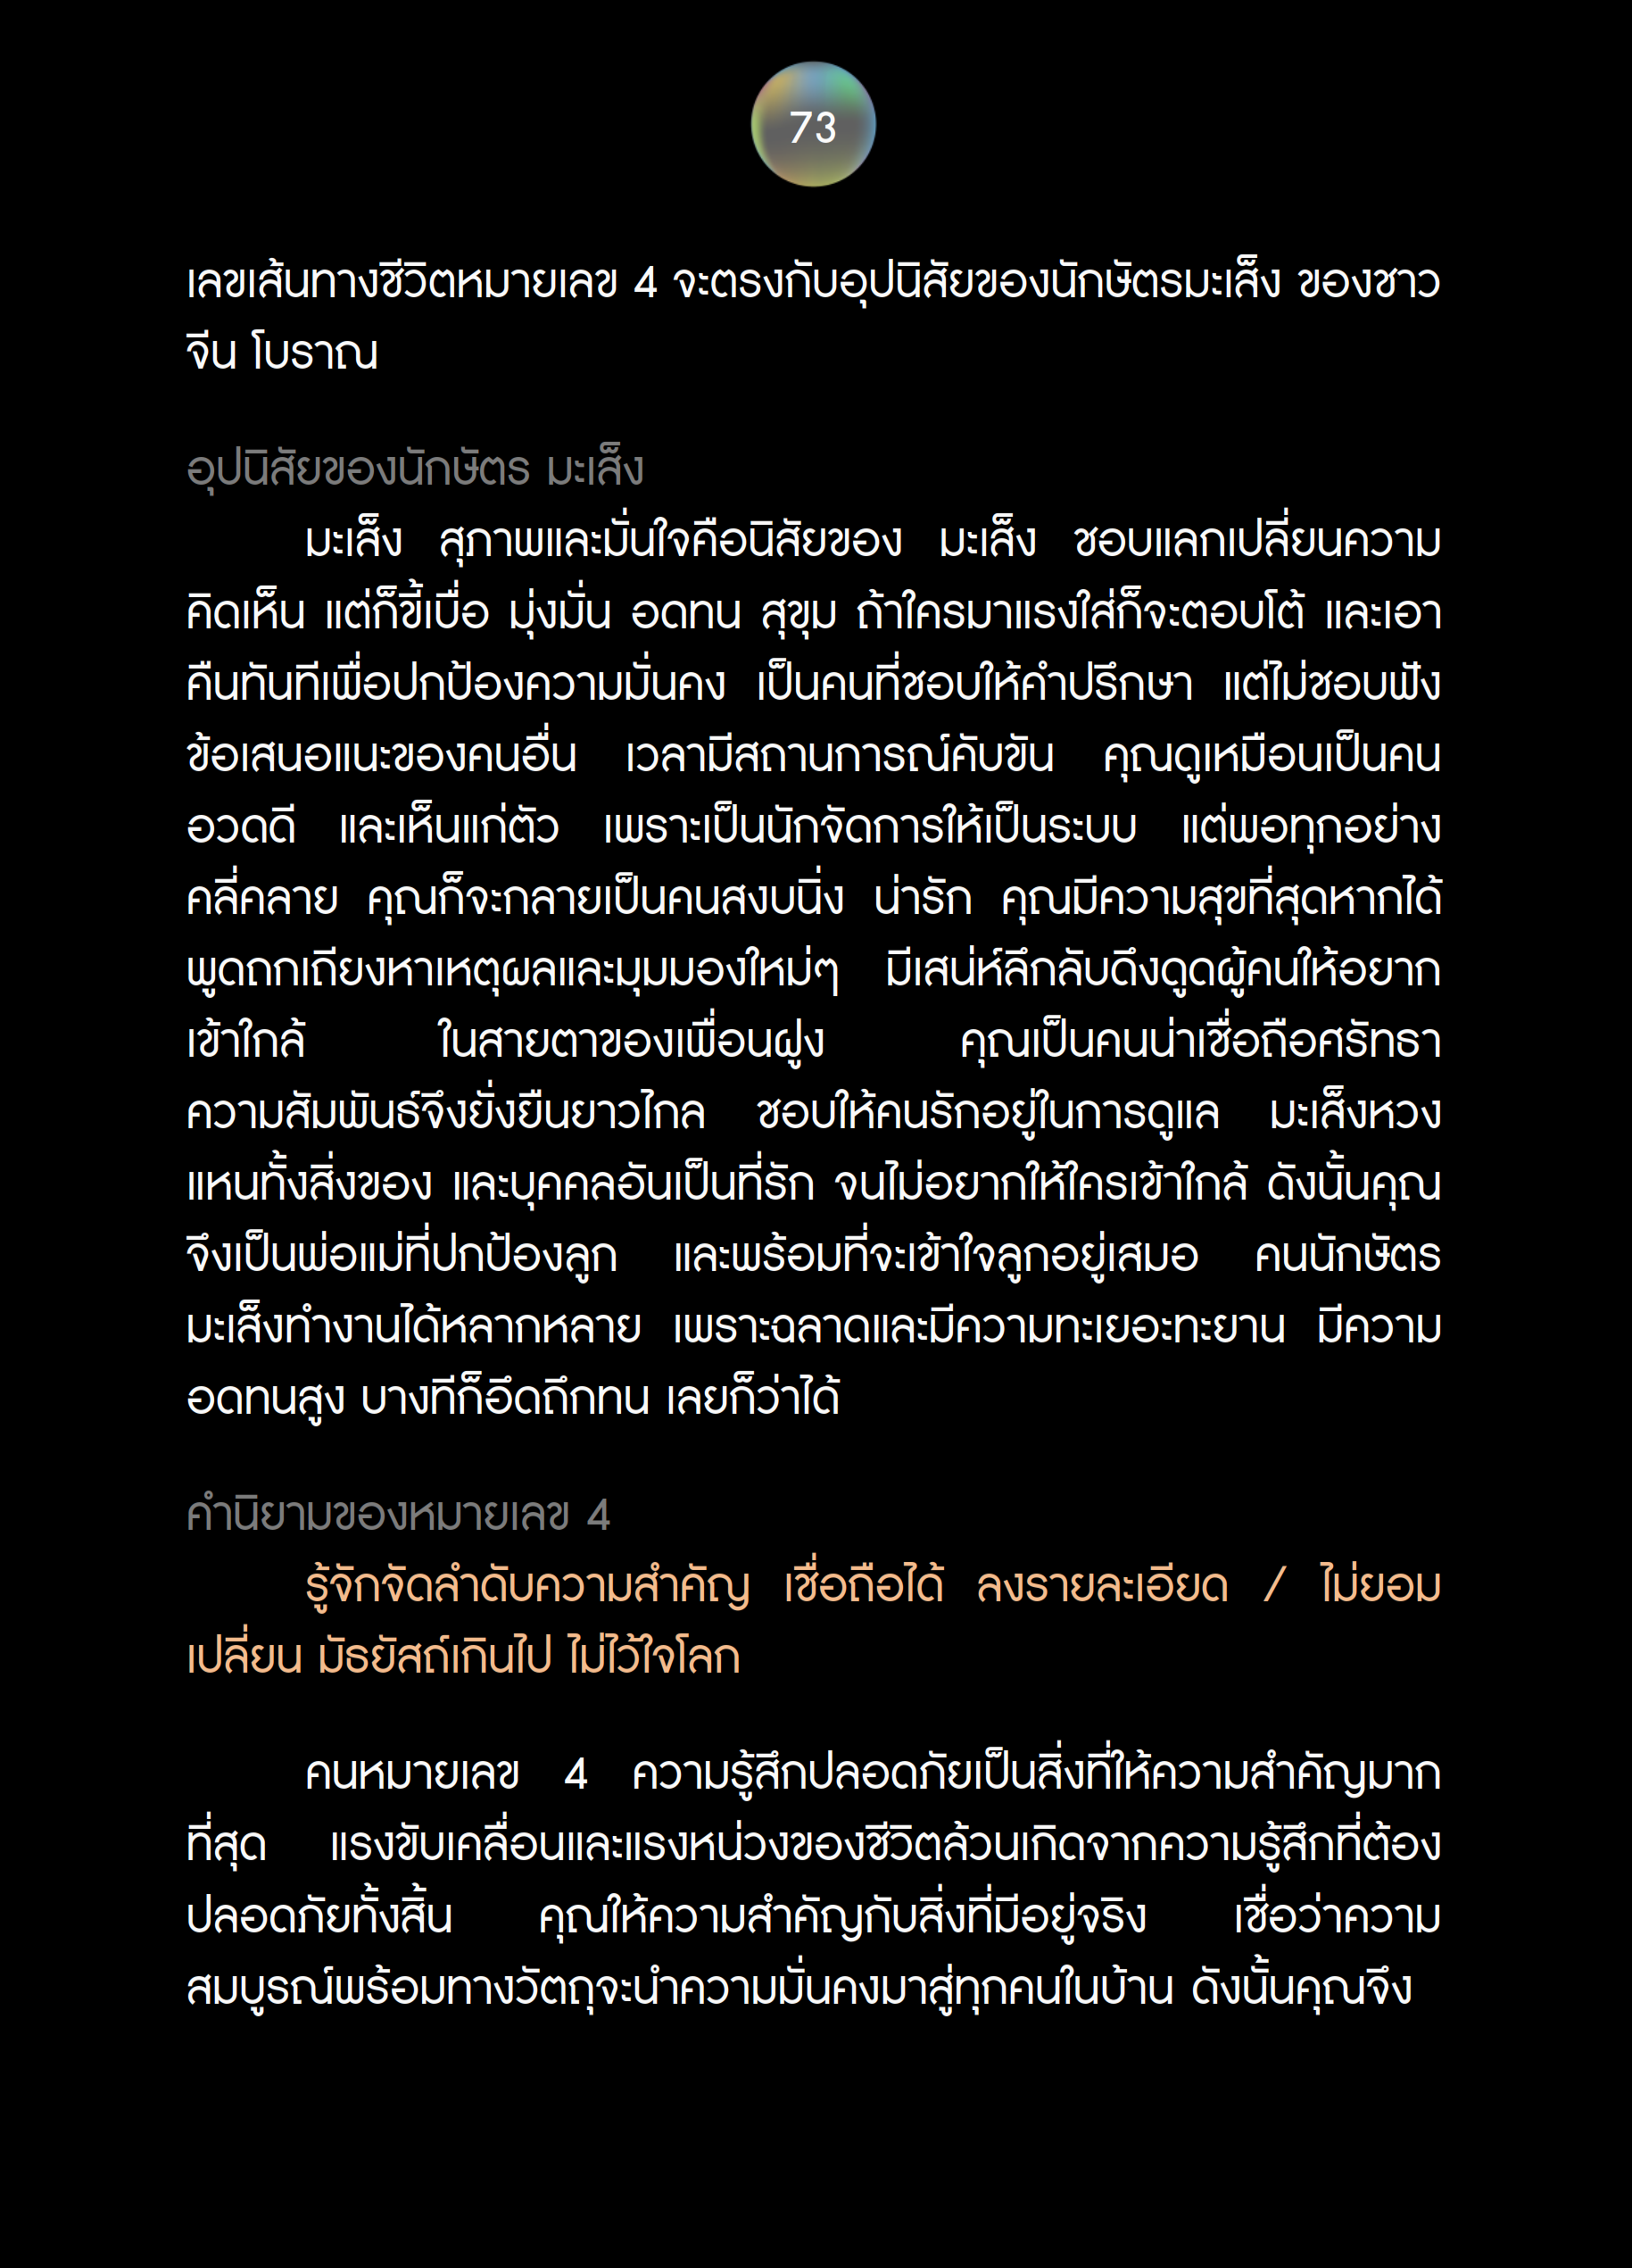 73
เลขเส้นทางชีวิตหมายเลข 4 จะตรงกับอุปนิสัยของนักษัตรมะเส็ง ของชาว
จีน โบราณ
อุปนิสัยของนักษัตร มะเส็ง
มะเส็ง สุภาพและมั่นใจคือนิสัยของ มะเส็ง ชอบแลกเปลี่ยนความ
คิดเห็น แต่ก็ขี้เบื่อ มุ่งมั่น อดทน สุขุม ถ้าใครมาแรงใส่ก็จะตอบโต้ และเอา
คืนทันทีเพื่อปกป้องความมั่นคง เป็นคนที่ชอบให้คำปรึกษา แต่ไม่ชอบฟัง
ข้อเสนอแนะของคนอื่น เวลามีสถานการณ์คับขัน คุณดูเหมือนเป็นคน
อวดดี และเห็นแก่ตัว เพราะเป็นนักจัดการให้เป็นระบบ แต่พอทุกอย่าง
คลี่คลาย คุณก็จะกลายเป็นคนสงบนิ่ง น่ารัก คุณมีความสุขที่สุดหากได้
พูดถกเถียงหาเหตุผลและมุมมองใหม่ๆ มีเสน่ห์ลึกลับดึงดูดผู้คนให้อยาก
เข้าใกล้ ในสายตาของเพื่อนฝูง คุณเป็นคนน่าเชื่อถือศรัทธา
ความสัมพันธ์จึงยั่งยืนยาวไกล ชอบให้คนรักอยู่ในการดูแล มะเส็งหวง
แหนทั้งสิ่งของ และบุคคลอันเป็นที่รัก จนไม่อยากให้ใครเข้าใกล้ ดังนั้นคุณ
จึงเป็นพ่อแม่ที่ปกป้องลูก และพร้อมที่จะเข้าใจลูกอยู่เสมอ คนนักษัตร
มะเส็งทำงานได้หลากหลาย เพราะฉลาดและมีความทะเยอะทะยาน มีความ
อดทนสูง บางทีก็อึดถึกทน เลยก็ว่าได้
คำนิยามของหมายเลข 4
รู้จักจัดลำดับความสำคัญ เชื่อถือได้ ลงรายละเอียด / ไม่ยอม
เปลี่ยน มัธยัสถ์เกินไป ไม่ไว้ใจโลก
คนหมายเลข 4 ความรู้สึกปลอดภัยเป็นสิ่งที่ให้ความสำคัญมาก
ที่สุด แรงขับเคลื่อนและแรงหน่วงของชีวิตล้วนเกิดจากความรู้สึกที่ต้อง
ปลอดภัยทั้งสิ้น คุณให้ความสำคัญกับสิ่งที่มีอยู่จริง เชื่อว่าความ
สมบูรณ์พร้อมทางวัตถุจะนำความมั่นคงมาสู่ทุกคนในบ้าน ดังนั้นคุณจึง